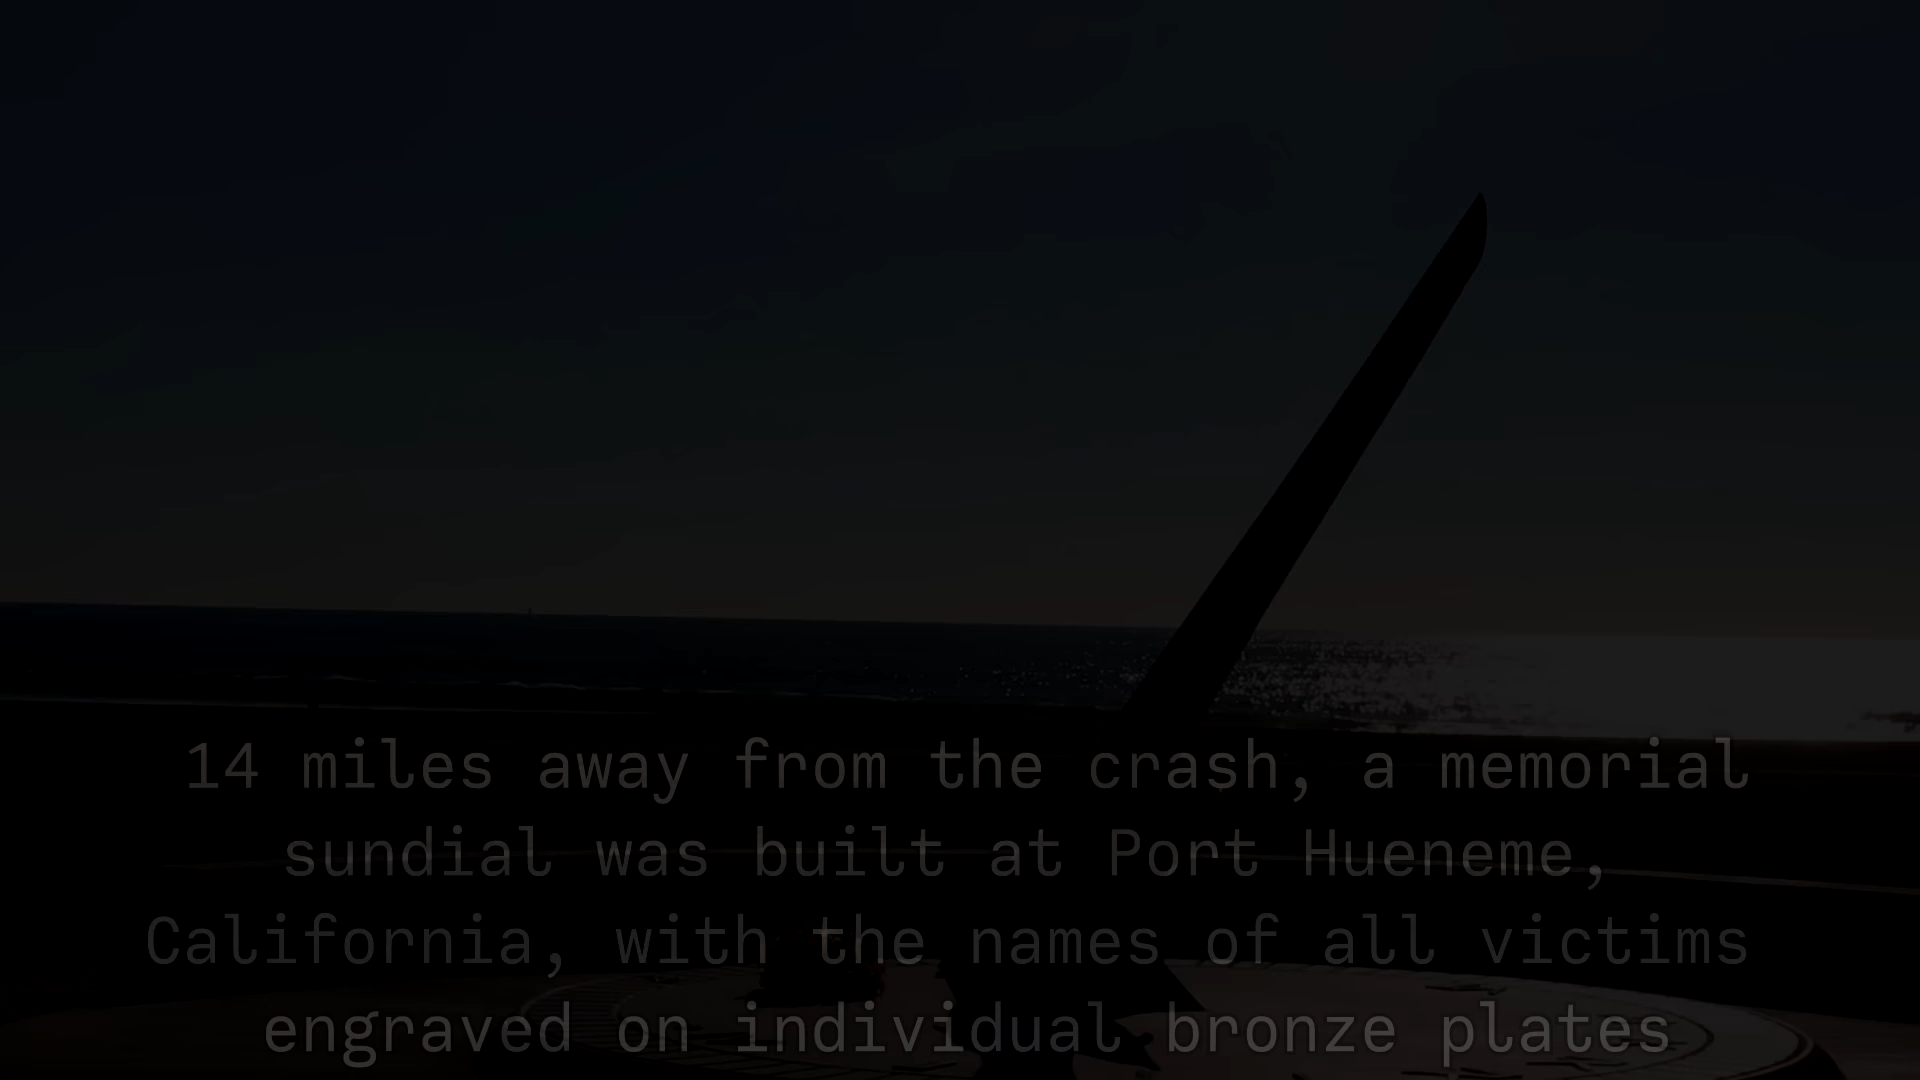 14 miles away from the crash, a memorial
sundial was built at Port Hueneme,
California, with the names of all victims
engraved on individual bronze plates